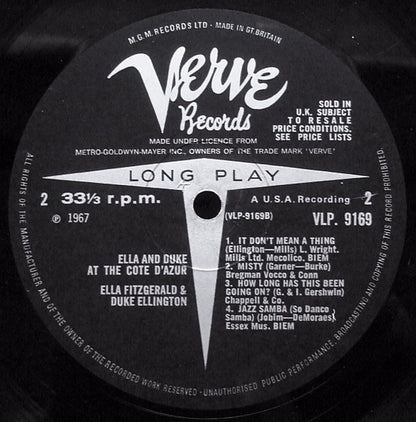 M.G.M. RECORDS LTD · MADE IN GT. BRITAIN
Verve
Records
SOLD IN
U.K. SUBJECT
TO RESALE
PRICE CONDITIONS.
SEE PRICE LISTS
MADE UNDER LICENCE FROM
METRO-GOLDWYN-MAYER INC., OWNERS OF THE TRADE MARK "VERVE"
LONG PLAY
2 33⅓ r.p.m.
A U.S.A. Recording 2
℗ 1967
(VLP-9169B)
VLP. 9169
ELLA AND DUKE
AT THE COTE D'AZUR
ELLA FITZGERALD &
DUKE ELLINGTON
1. IT DON'T MEAN A THING
(Ellington—Mills) L. Wright.
Mills Ltd. Mecolico. BIEM
2. MISTY (Garner—Burke)
Bregman Vocco & Conn
3. HOW LONG HAS THIS BEEN
GOING ON? (G. & I. Gershwin)
Chappell & Co.
4. JAZZ SAMBA (So Danco
Samba) (Jobim—DeMoraes)
Essex Mus. BIEM
ALL RIGHTS OF THE MANUFACTURER AND OF THE OWNER OF THE RECORDED WORK RESERVED · UNAUTHORISED PUBLIC PERFORMANCE, BROADCASTING AND COPYING OF THIS RECORD PROHIBITED.